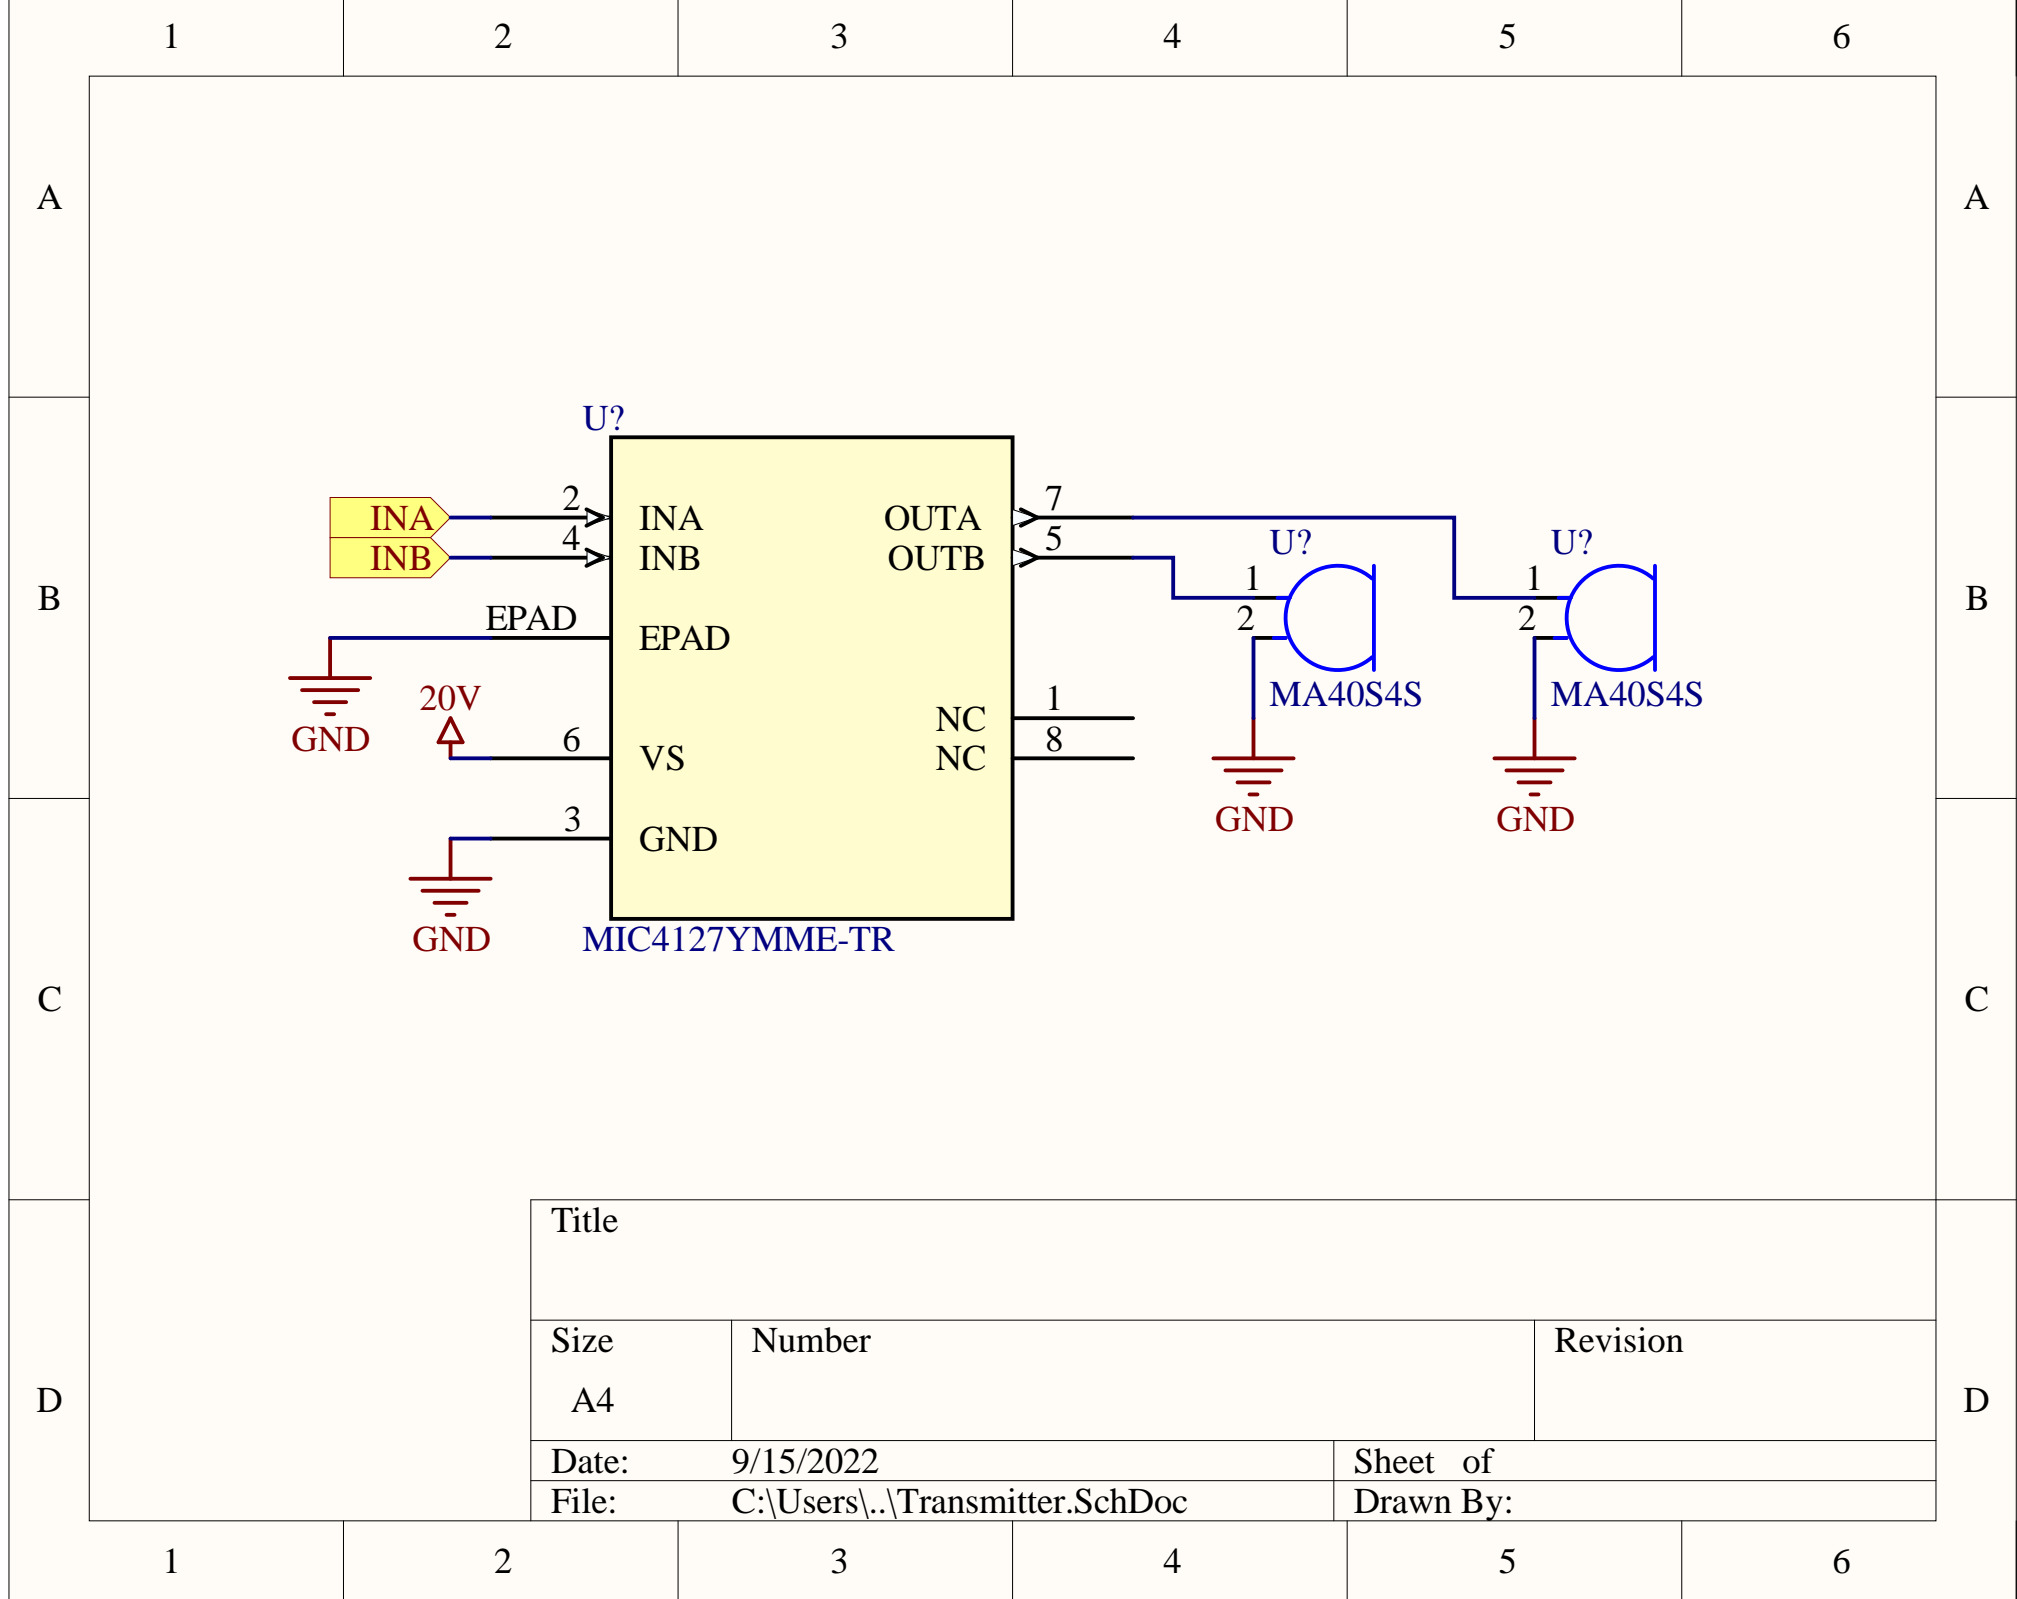 1 2 3 4 5 6
A A
U?
INA 2 INA OUTA 7
INB 4 INB OUTB 5
U? U?
1 1
B B
EPAD EPAD 2 2
20V NC 1 MA40S4S MA40S4S
GND 6 VS NC 8
3 GND GND GND
GND MIC4127YMME-TR
C C
Title
Size Number Revision
A4
D D
Date: 9/15/2022 Sheet of
File: C:\Users\..\Transmitter.SchDoc Drawn By:
1 2 3 4 5 6